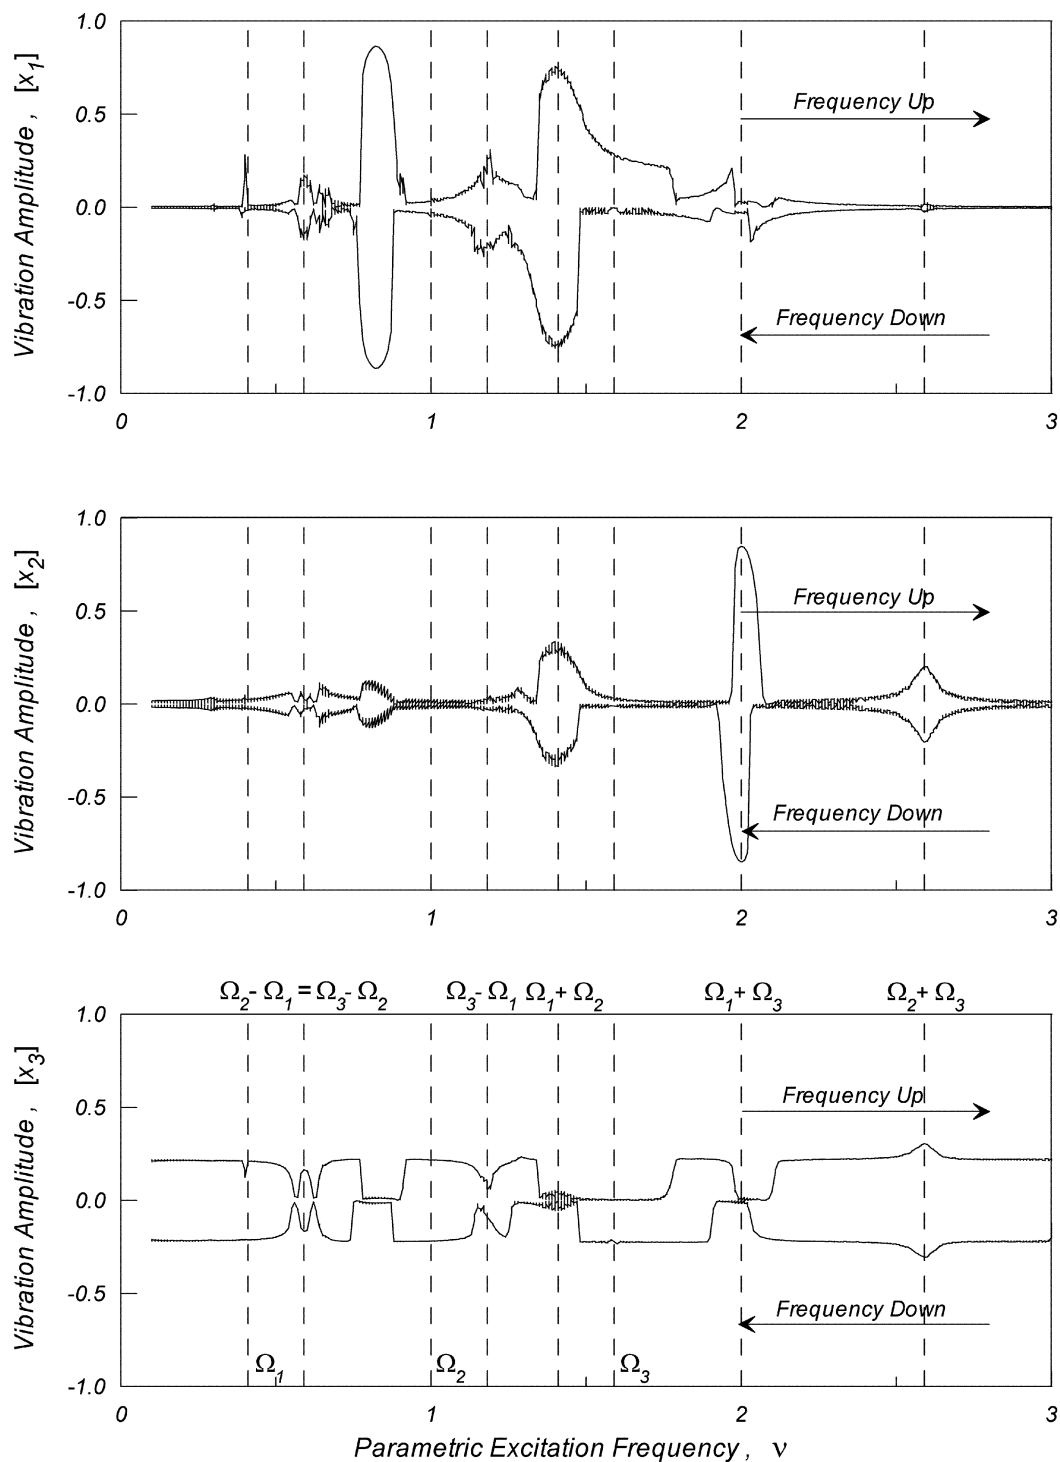 1.0
0.5
0.0
-0.5
-1.0
Vibration Amplitude , [x1]
Frequency Up
Frequency Down
0 1 2 3
1.0
0.5
0.0
-0.5
-1.0
Vibration Amplitude , [x2]
Frequency Up
Frequency Down
0 1 2 3
Ω2- Ω1 = Ω3- Ω2 Ω3- Ω1 Ω1+ Ω2 Ω1+ Ω3 Ω2+ Ω3
1.0
0.5
0.0
-0.5
-1.0
Vibration Amplitude , [x3]
Frequency Up
Frequency Down
Ω1 Ω2 Ω3
0 1 2 3
Parametric Excitation Frequency , ν